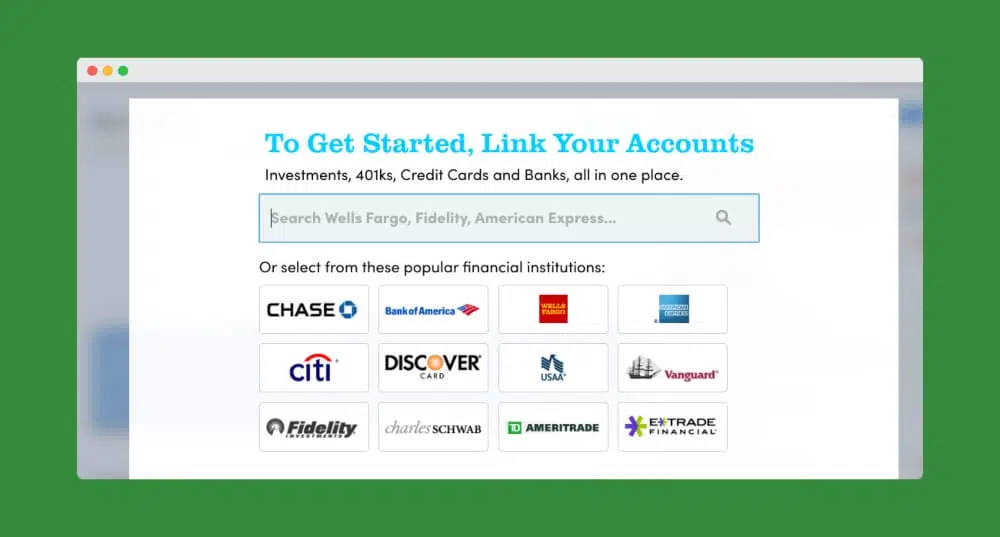 To Get Started, Link Your Accounts
Investments, 401ks, Credit Cards and Banks, all in one place.
Search Wells Fargo, Fidelity, American Express...
Or select from these popular financial institutions:
CHASE
Bank of America
WELLS FARGO
AMERICAN EXPRESS
citi
DISCOVER CARD
USAA
Vanguard
Fidelity INVESTMENTS
charles SCHWAB
TD AMERITRADE
E*TRADE FINANCIAL